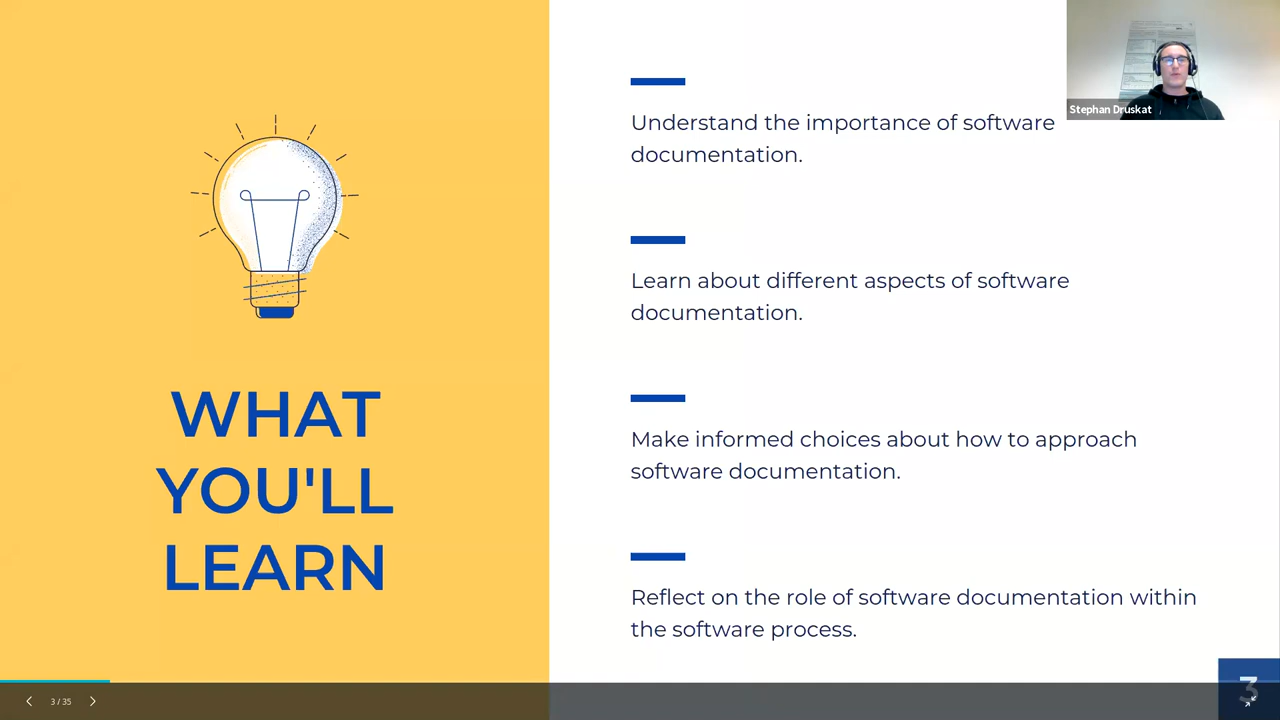 WHAT
YOU'LL
LEARN
Understand the importance of software
documentation.
Learn about different aspects of software
documentation.
Make informed choices about how to approach
software documentation.
Reflect on the role of software documentation within
the software process.
Stephan Druskat
3 / 35
3